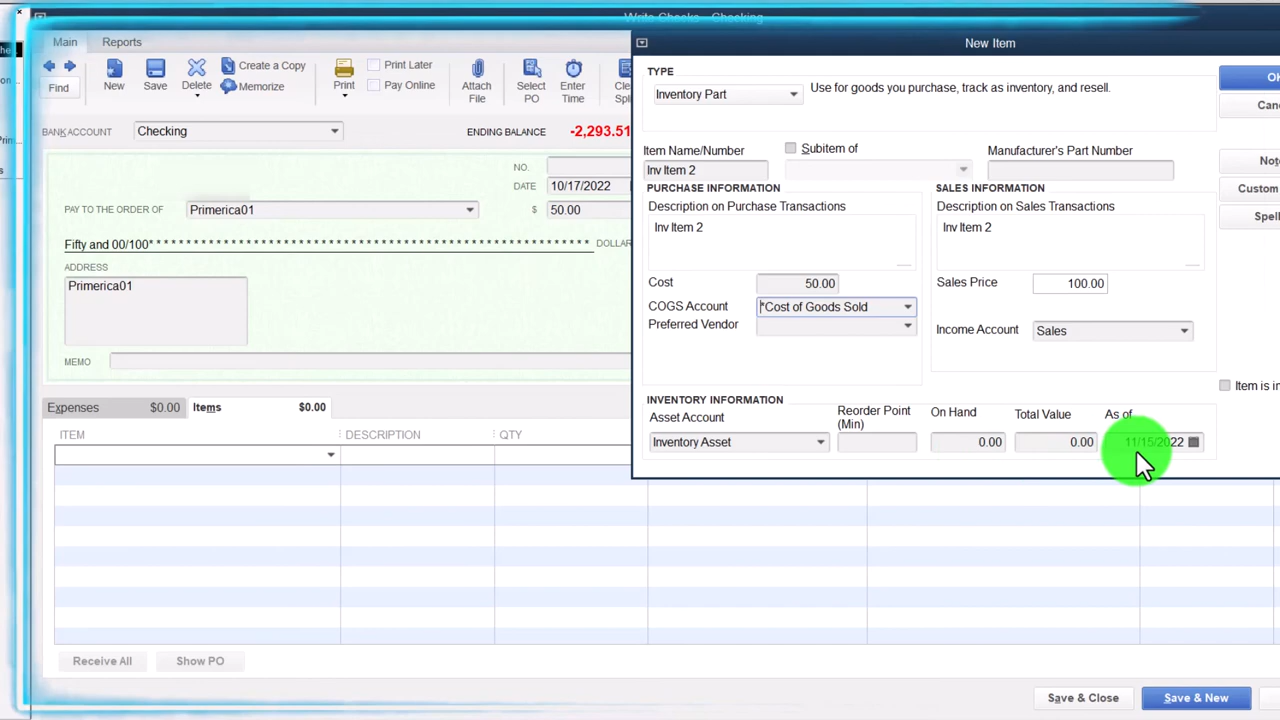 Write Checks - Checking
Main Reports
New Item
Find
New
Save
Delete
Create a Copy
Memorize
Print
Print Later
Pay Online
Attach
File
Select
PO
Enter
Time
BANK ACCOUNT Checking
ENDING BALANCE -2,293.51
NO.
DATE 10/17/2022
PAY TO THE ORDER OF Primerica01
$ 50.00
Fifty and 00/100* * * * * * * * * * * * * * * * * * * * * * * * * * * * * * * * * * * * * * * * * * * * * * * * * *
ADDRESS
Primerica01
MEMO
Expenses $0.00 Items $0.00
ITEM DESCRIPTION QTY
Receive All Show PO
TYPE
Inventory Part
Use for goods you purchase, track as inventory, and resell.
Item Name/Number
Inv Item 2
Subitem of
Manufacturer's Part Number
PURCHASE INFORMATION
Description on Purchase Transactions
Inv Item 2
Cost 50.00
COGS Account *Cost of Goods Sold
Preferred Vendor
SALES INFORMATION
Description on Sales Transactions
Inv Item 2
Sales Price 100.00
Income Account Sales
INVENTORY INFORMATION
Asset Account
Inventory Asset
Reorder Point
(Min)
On Hand
0.00
Total Value
0.00
As of
11/15/2022
Custom
Item is
Save & Close Save & New